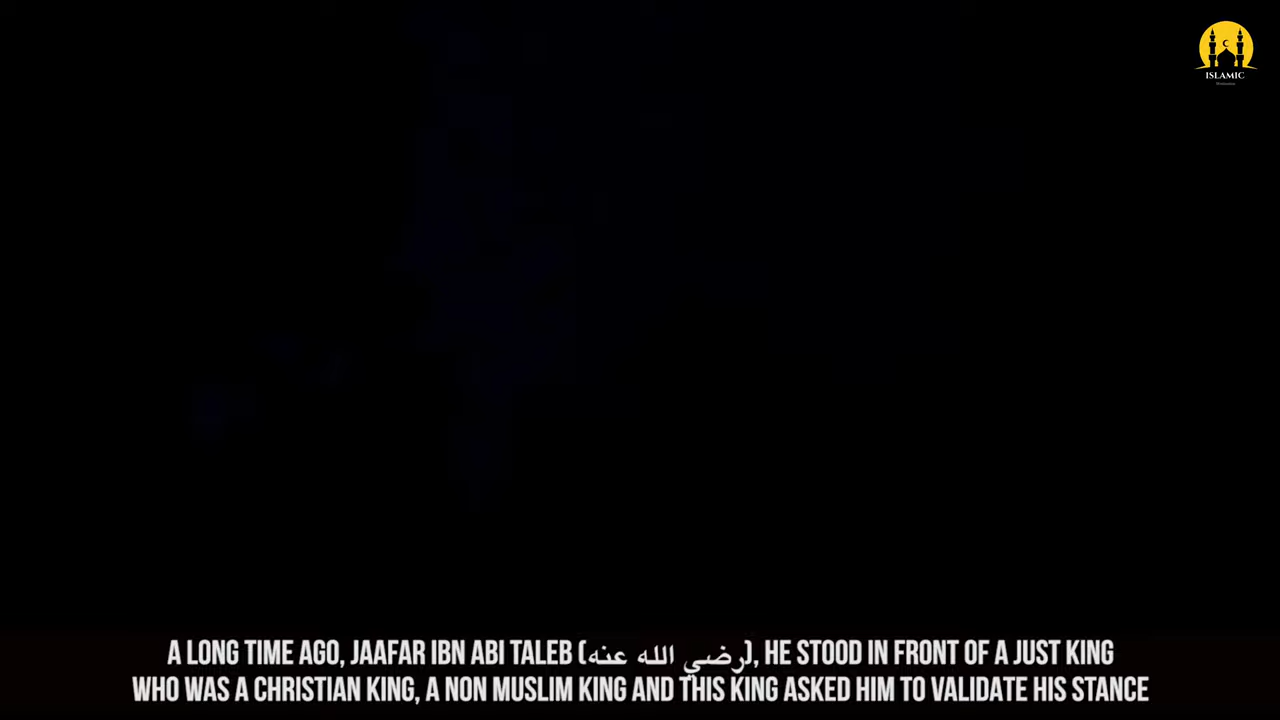 ISLAMIC
A LONG TIME AGO, JAAFAR IBN ABI TALEB (رضي الله عنه), HE STOOD IN FRONT OF A JUST KING
WHO WAS A CHRISTIAN KING, A NON MUSLIM KING AND THIS KING ASKED HIM TO VALIDATE HIS STANCE